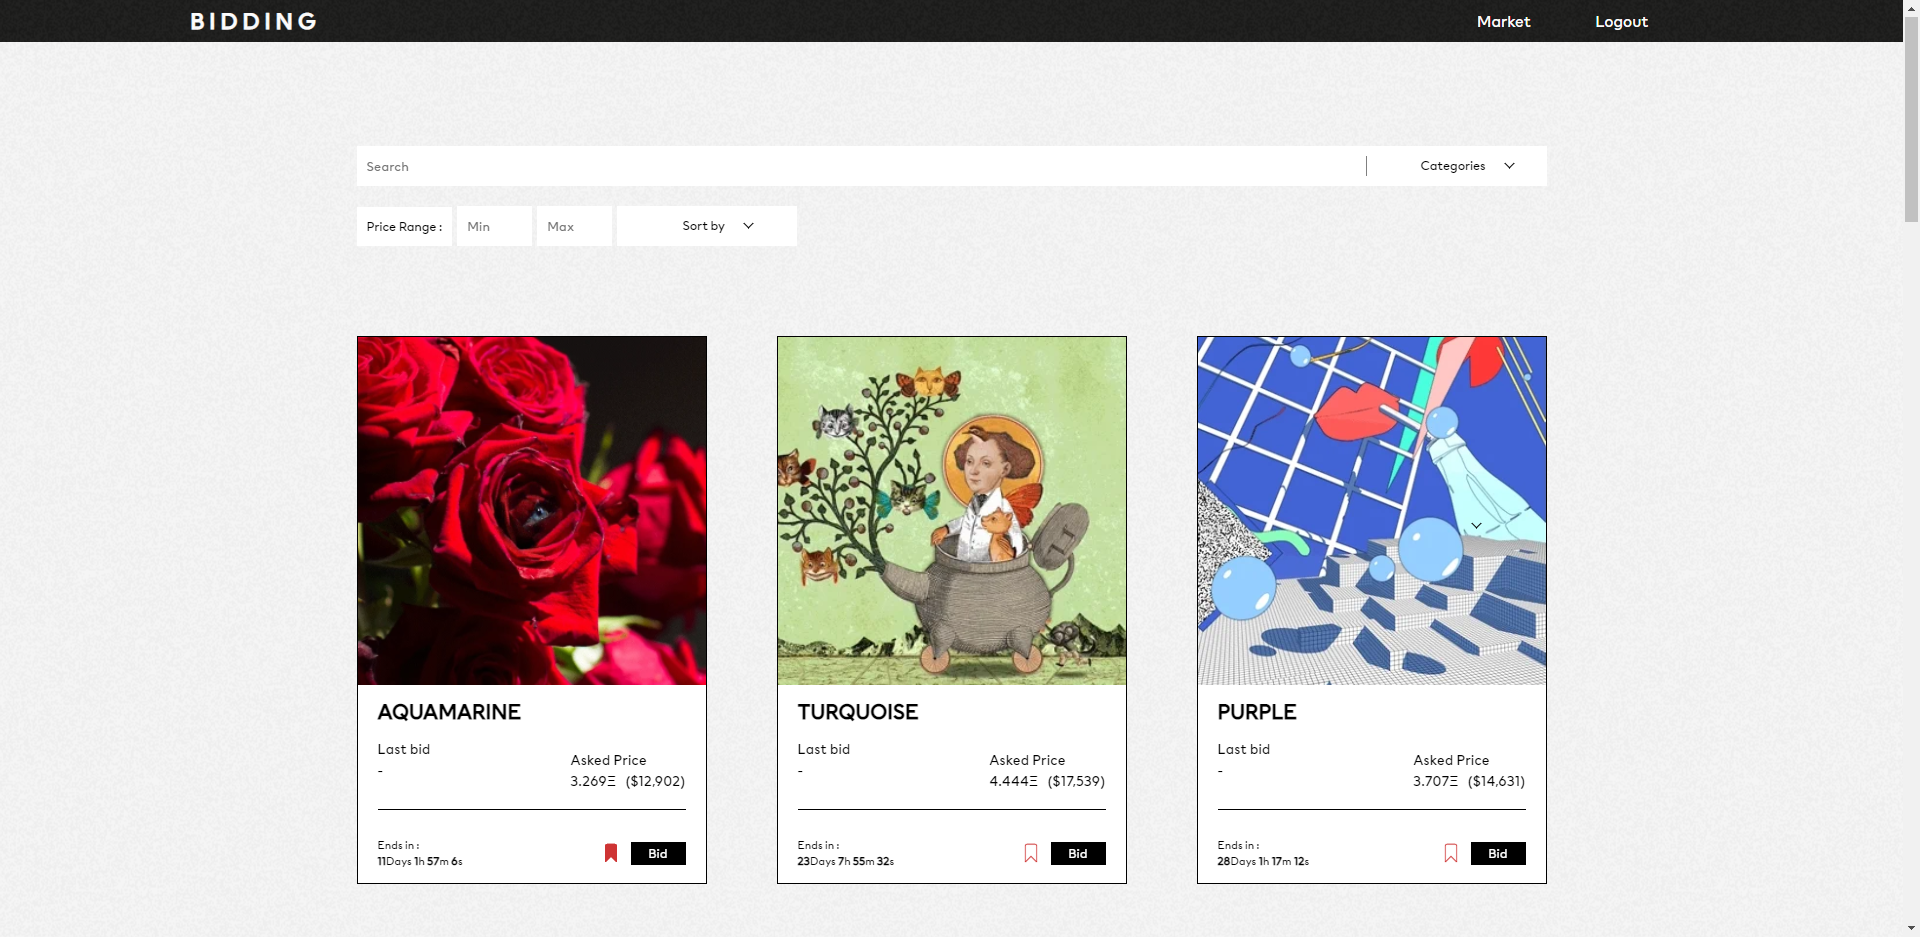 BIDDING Market Logout
Search Categories
Price Range : Min Max Sort by
AQUAMARINE
Last bid
-
Asked Price
3.269Ξ ($12,902)
Ends in :
11Days 1h 57m 6s
Bid
TURQUOISE
Last bid
-
Asked Price
4.444Ξ ($17,539)
Ends in :
23Days 7h 55m 32s
Bid
PURPLE
Last bid
-
Asked Price
3.707Ξ ($14,631)
Ends in :
28Days 1h 17m 12s
Bid